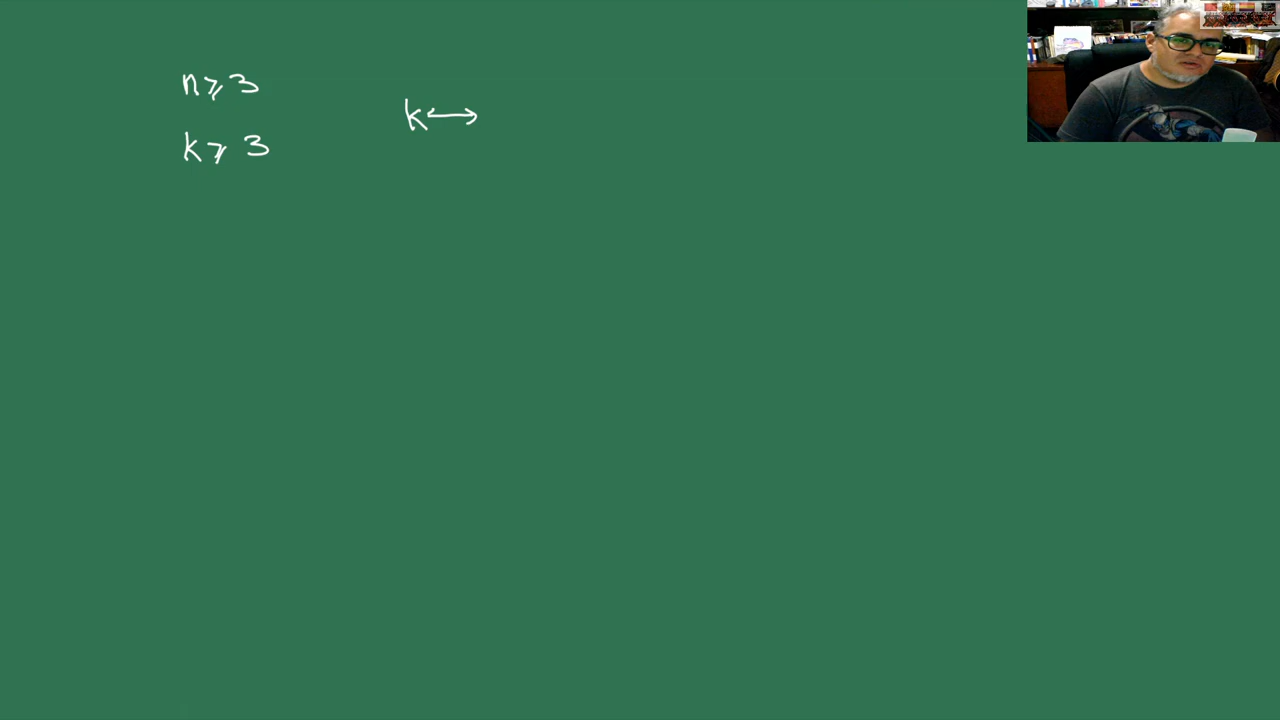 n ⩾ 3
k ⟷
k ⩾ 3